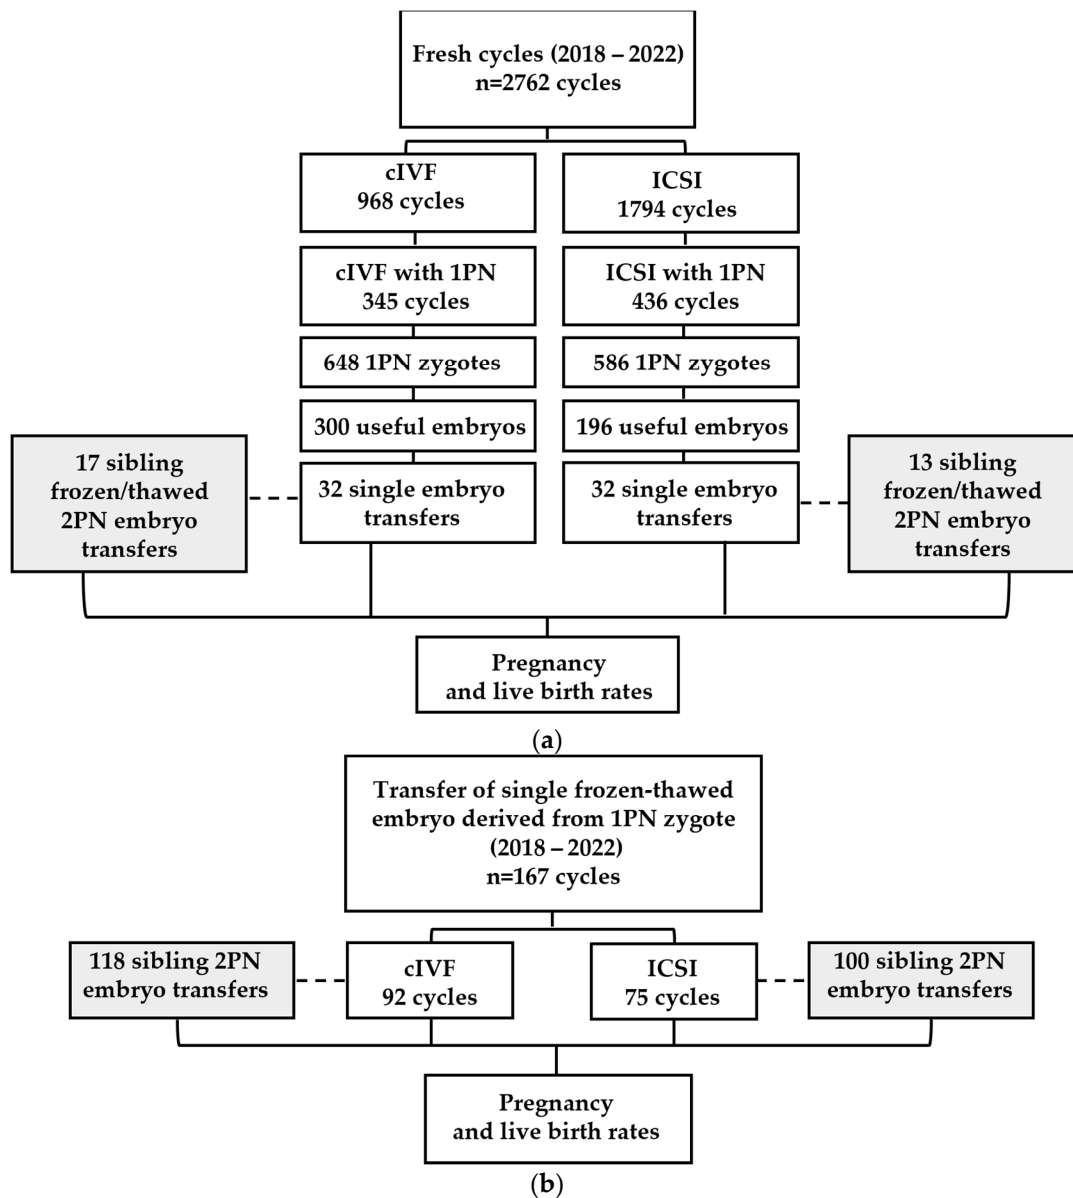 Fresh cycles (2018 – 2022)
n=2762 cycles
cIVF
968 cycles
ICSI
1794 cycles
cIVF with 1PN
345 cycles
ICSI with 1PN
436 cycles
648 1PN zygotes
586 1PN zygotes
300 useful embryos
196 useful embryos
17 sibling
frozen/thawed
2PN embryo
transfers
32 single embryo
transfers
32 single embryo
transfers
13 sibling
frozen/thawed
2PN embryo
transfers
Pregnancy
and live birth rates
(a)
Transfer of single frozen-thawed
embryo derived from 1PN zygote
(2018 – 2022)
n=167 cycles
118 sibling 2PN
embryo transfers
cIVF
92 cycles
ICSI
75 cycles
100 sibling 2PN
embryo transfers
Pregnancy
and live birth rates
(b)